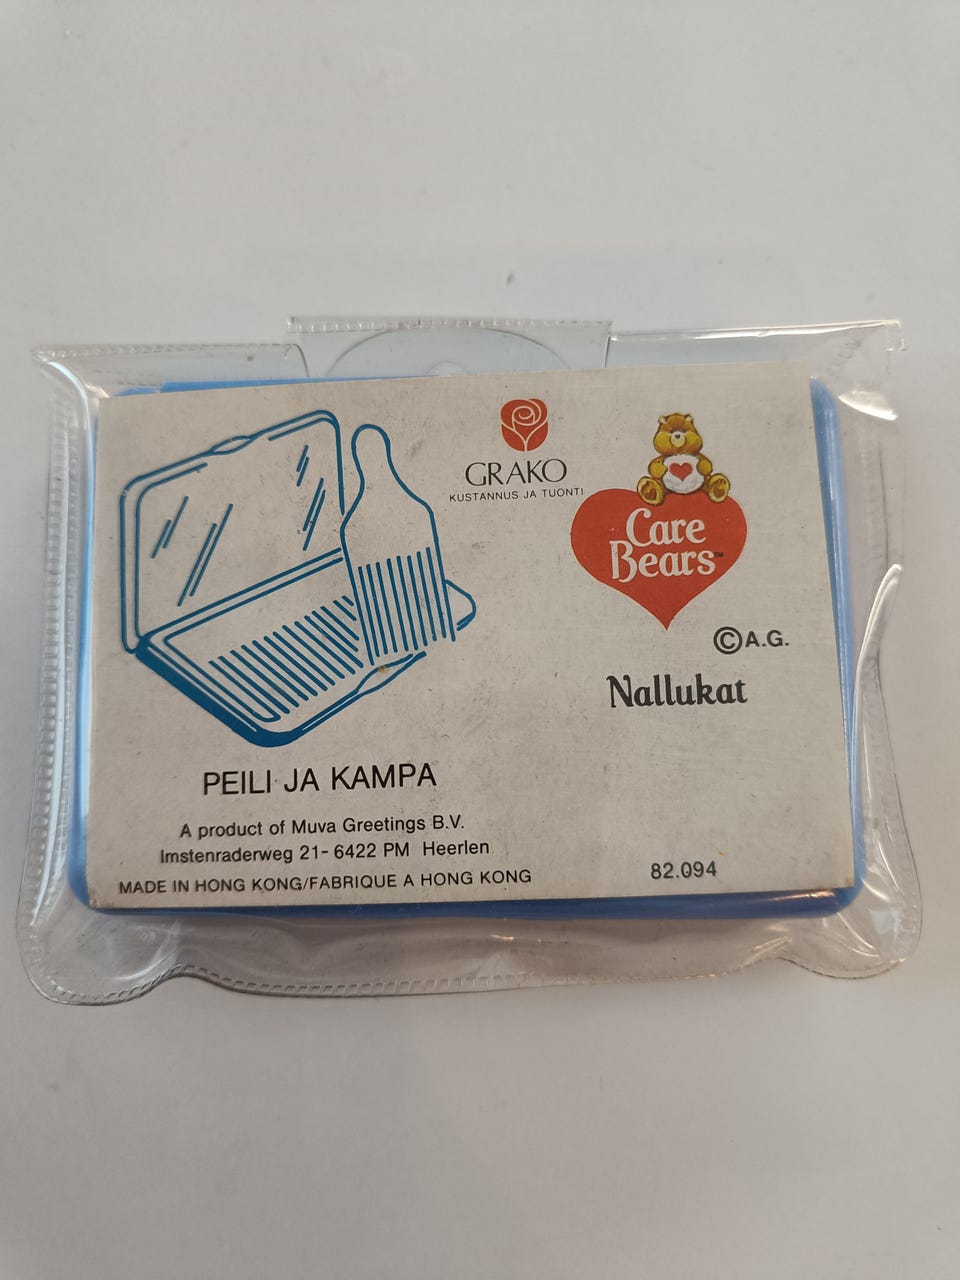 GRAKO
KUSTANNUS JA TUONTI
Care
Bears™
©A.G.
Nallukat
PEILI JA KAMPA
A product of Muva Greetings B.V.
Imstenraderweg 21- 6422 PM Heerlen
MADE IN HONG KONG/FABRIQUE A HONG KONG
82.094